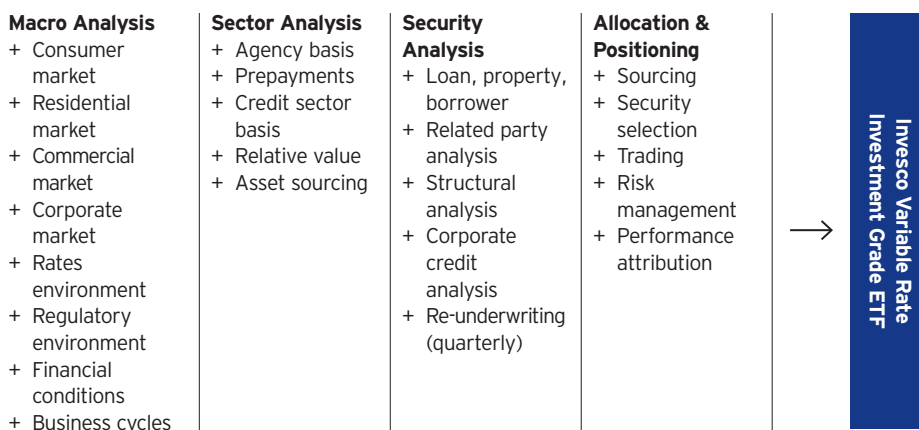 Macro Analysis
+ Consumer
market
+ Residential
market
+ Commercial
market
+ Corporate
market
+ Rates
environment
+ Regulatory
environment
+ Financial
conditions
+ Business cycles
Sector Analysis
+ Agency basis
+ Prepayments
+ Credit sector
basis
+ Relative value
+ Asset sourcing
Security
Analysis
+ Loan, property,
borrower
+ Related party
analysis
+ Structural
analysis
+ Corporate
credit
analysis
+ Re-underwriting
(quarterly)
Allocation &
Positioning
+ Sourcing
+ Security
selection
+ Trading
+ Risk
management
+ Performance
attribution
Invesco Variable Rate
Investment Grade ETF